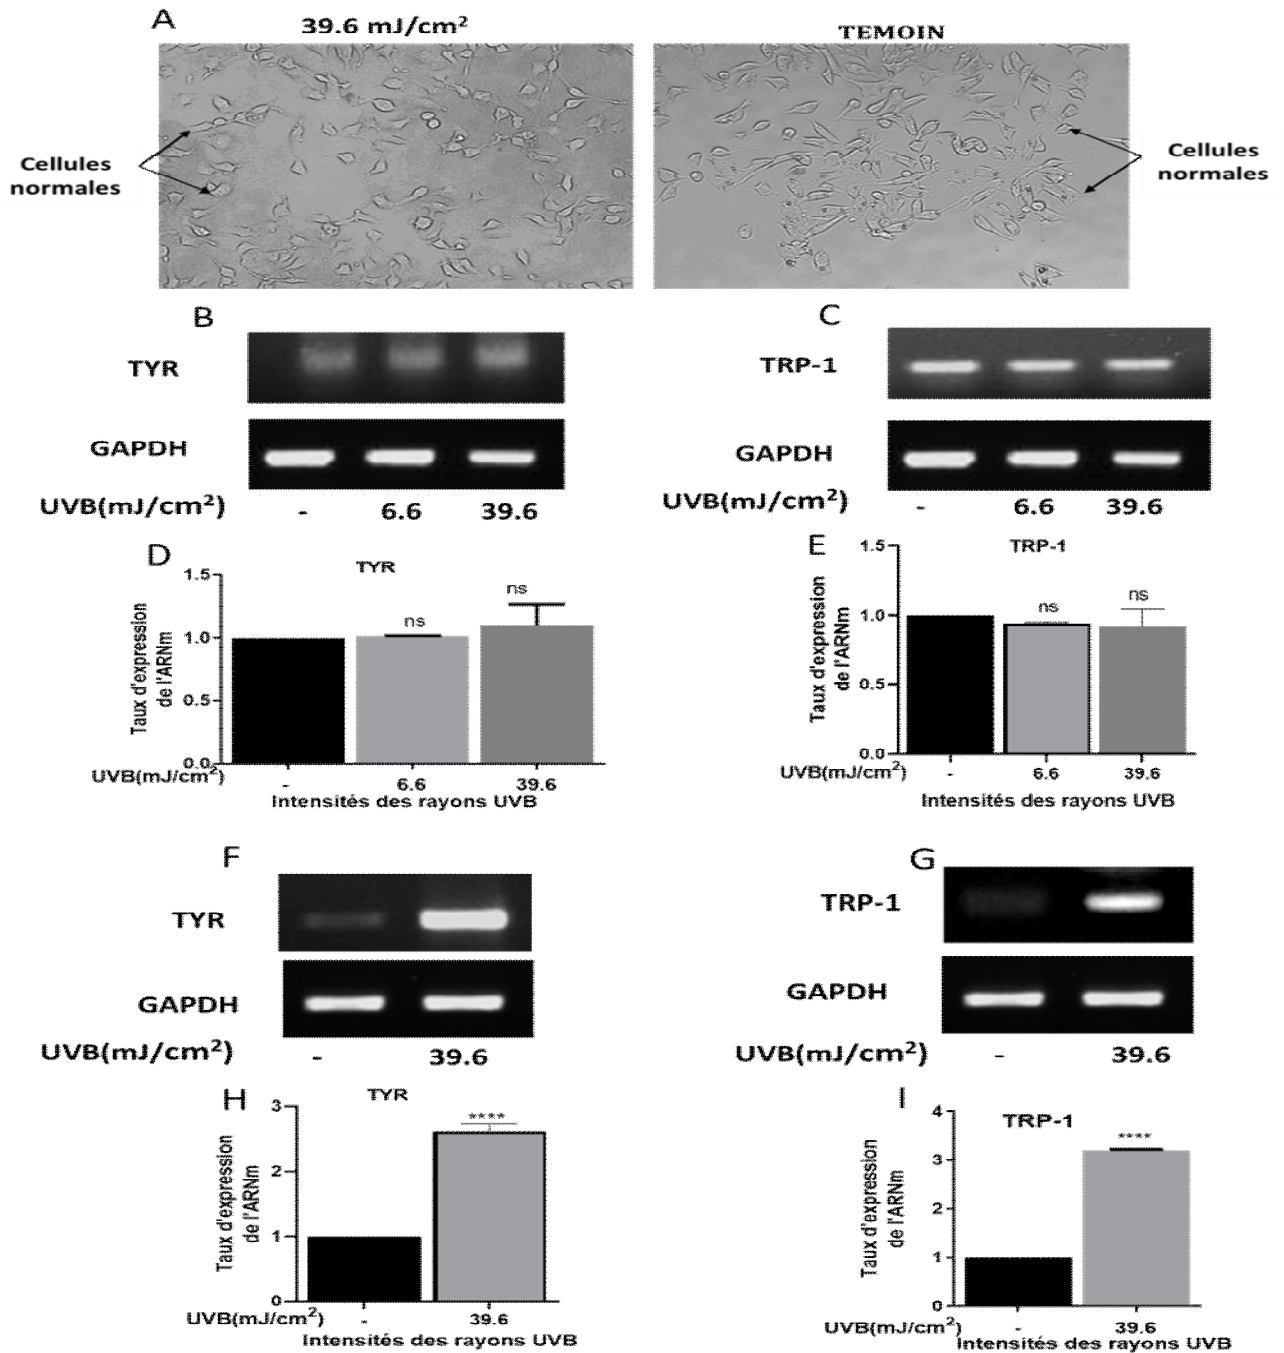 A
39.6 mJ/cm²
TEMOIN
Cellules
normales
Cellules
normales
B
TYR
GAPDH
UVB(mJ/cm²)
-
6.6
39.6
C
TRP-1
GAPDH
UVB(mJ/cm²)
-
6.6
39.6
D
TYR
Taux d'expression
de l'ARNm
1.5
1.0
0.5
0.0
ns
ns
UVB(mJ/cm²)
-
6.6
39.6
Intensités des rayons UVB
E
TRP-1
Taux d'expression
de l'ARNm
1.5
1.0
0.5
0.0
ns
ns
UVB(mJ/cm²)
-
6.6
39.6
Intensités des rayons UVB
F
TYR
GAPDH
UVB(mJ/cm²)
-
39.6
G
TRP-1
GAPDH
UVB(mJ/cm²)
-
39.6
H
TYR
Taux d'expression
de l'ARNm
3
2
1
0
****
UVB(mJ/cm²)
-
39.6
Intensités des rayons UVB
I
TRP-1
Taux d'expression
de l'ARNm
4
3
2
1
0
****
UVB(mJ/cm²)
-
39.6
Intensités des rayons UVB